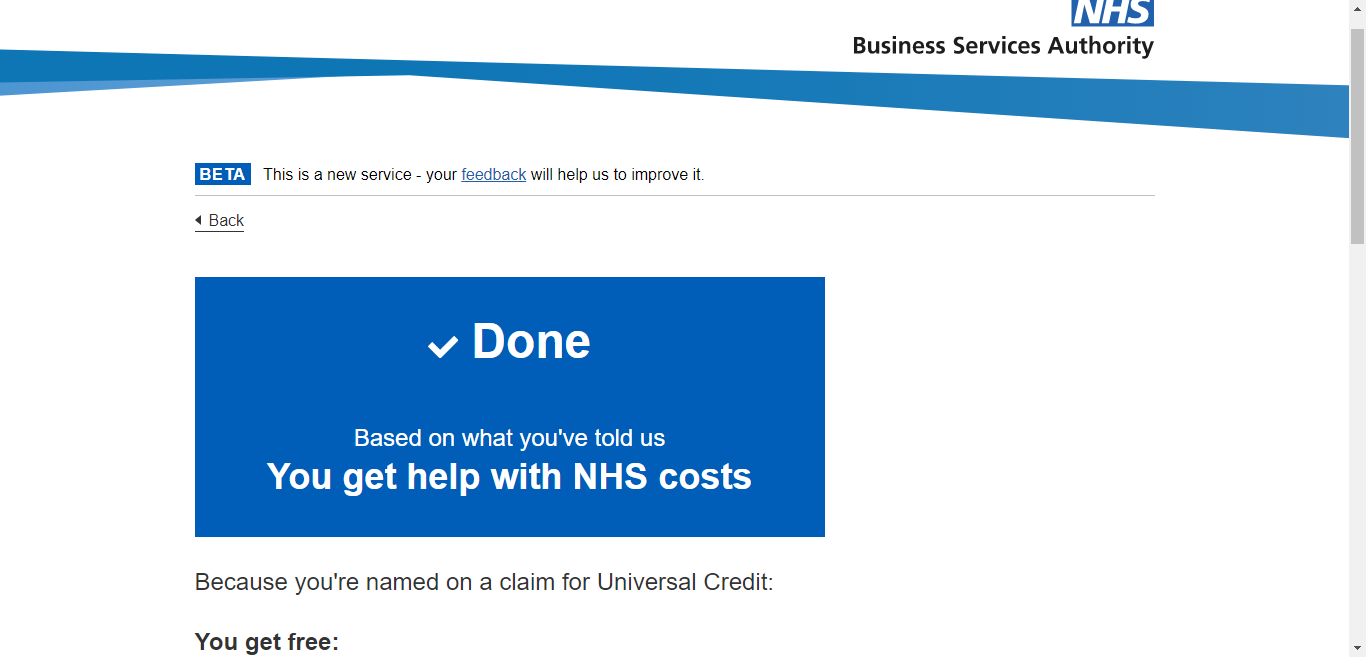 NHS
Business Services Authority
BETA This is a new service - your feedback will help us to improve it.
Back
Done
Based on what you've told us
You get help with NHS costs
Because you're named on a claim for Universal Credit:
You get free: